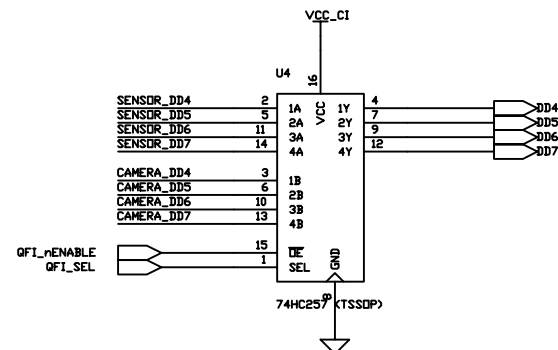 VCC_CI
U4
16
VCC
SENSOR_DD4 2 1A 1Y 4 DD4
SENSOR_DD5 5 2A 2Y 7 DD5
SENSOR_DD6 11 3A 3Y 9 DD6
SENSOR_DD7 14 4A 4Y 12 DD7
CAMERA_DD4 3 1B
CAMERA_DD5 6 2B
CAMERA_DD6 10 3B
CAMERA_DD7 13 4B
QFI_nENABLE 15 OE
QFI_SEL 1 SEL
GND
8
74HC257 (TSSOP)